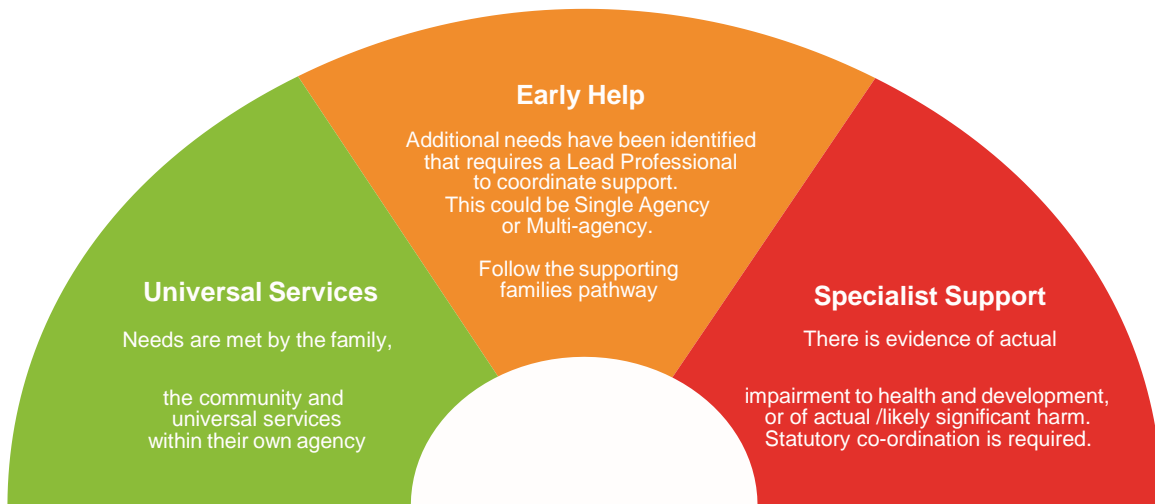 Early Help
Additional needs have been identified
that requires a Lead Professional
to coordinate support.
This could be Single Agency
or Multi-agency.
Follow the supporting
families pathway
Universal Services
Needs are met by the family,
the community and
universal services
within their own agency
Specialist Support
There is evidence of actual
impairment to health and development,
or of actual /likely significant harm.
Statutory co-ordination is required.